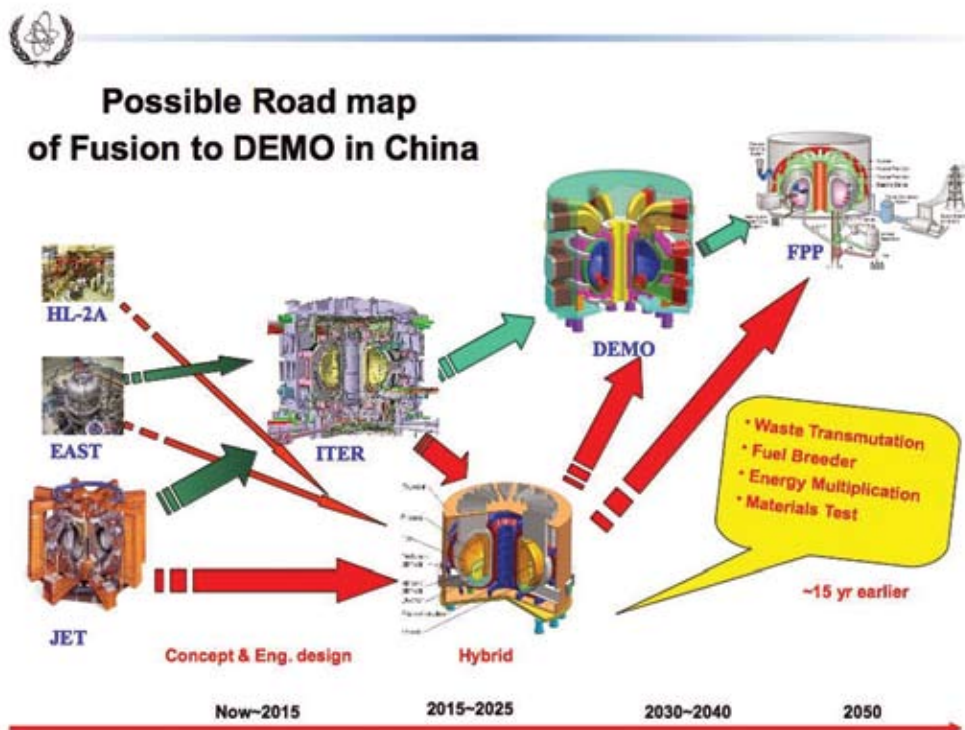 Possible Road map
of Fusion to DEMO in China
FPP
HL-2A
DEMO
EAST
ITER
• Waste Transmutation
• Fuel Breeder
• Energy Multiplication
• Materials Test
~15 yr earlier
JET
Concept & Eng. design
Hybrid
Now~2015
2015~2025
2030~2040
2050